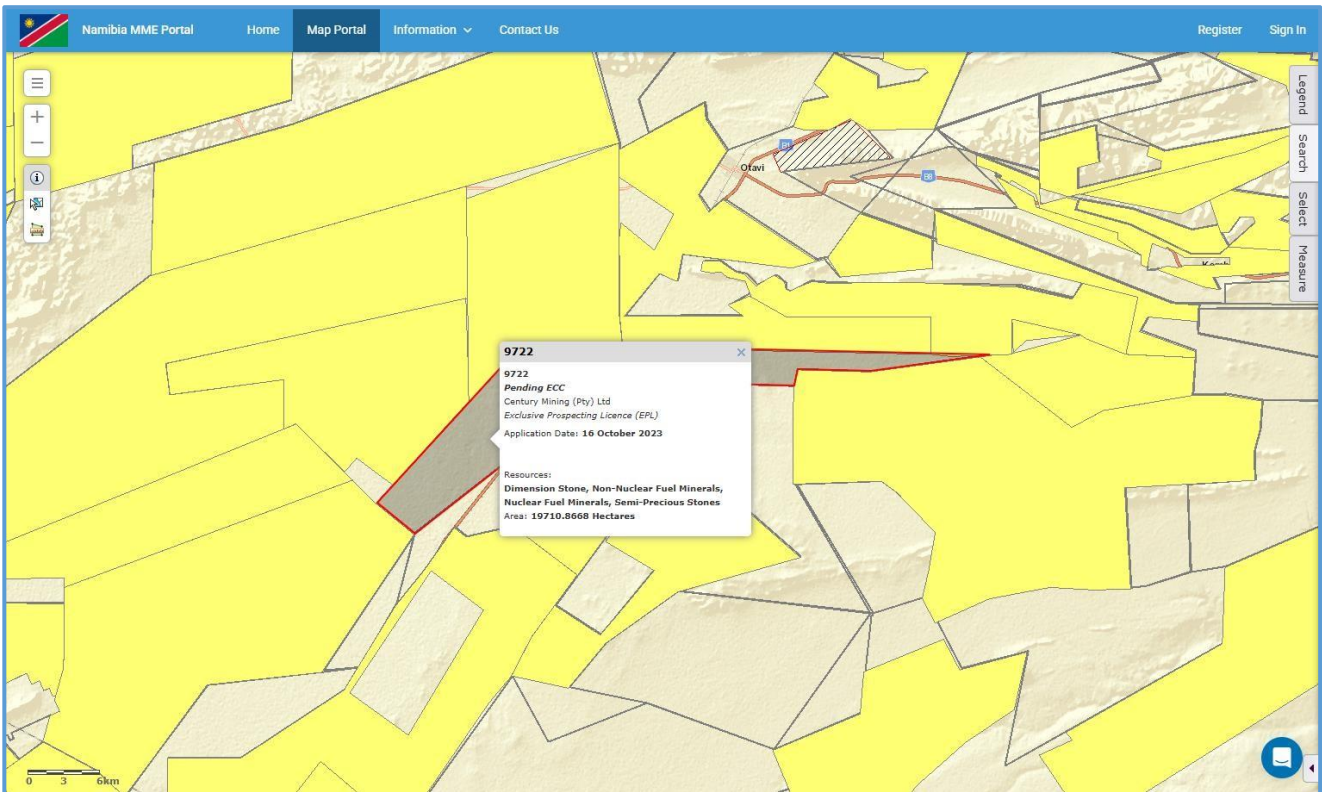 Namibia MME Portal Home Map Portal Information Contact Us Register Sign In
Legend
Search
Select
Measure
B1
Otavi
B8
9722
9722
Pending ECC
Century Mining (Pty) Ltd
Exclusive Prospecting Licence (EPL)
Application Date: 16 October 2023
Resources:
Dimension Stone, Non-Nuclear Fuel Minerals,
Nuclear Fuel Minerals, Semi-Precious Stones
Area: 19710.8668 Hectares
0 3 6km